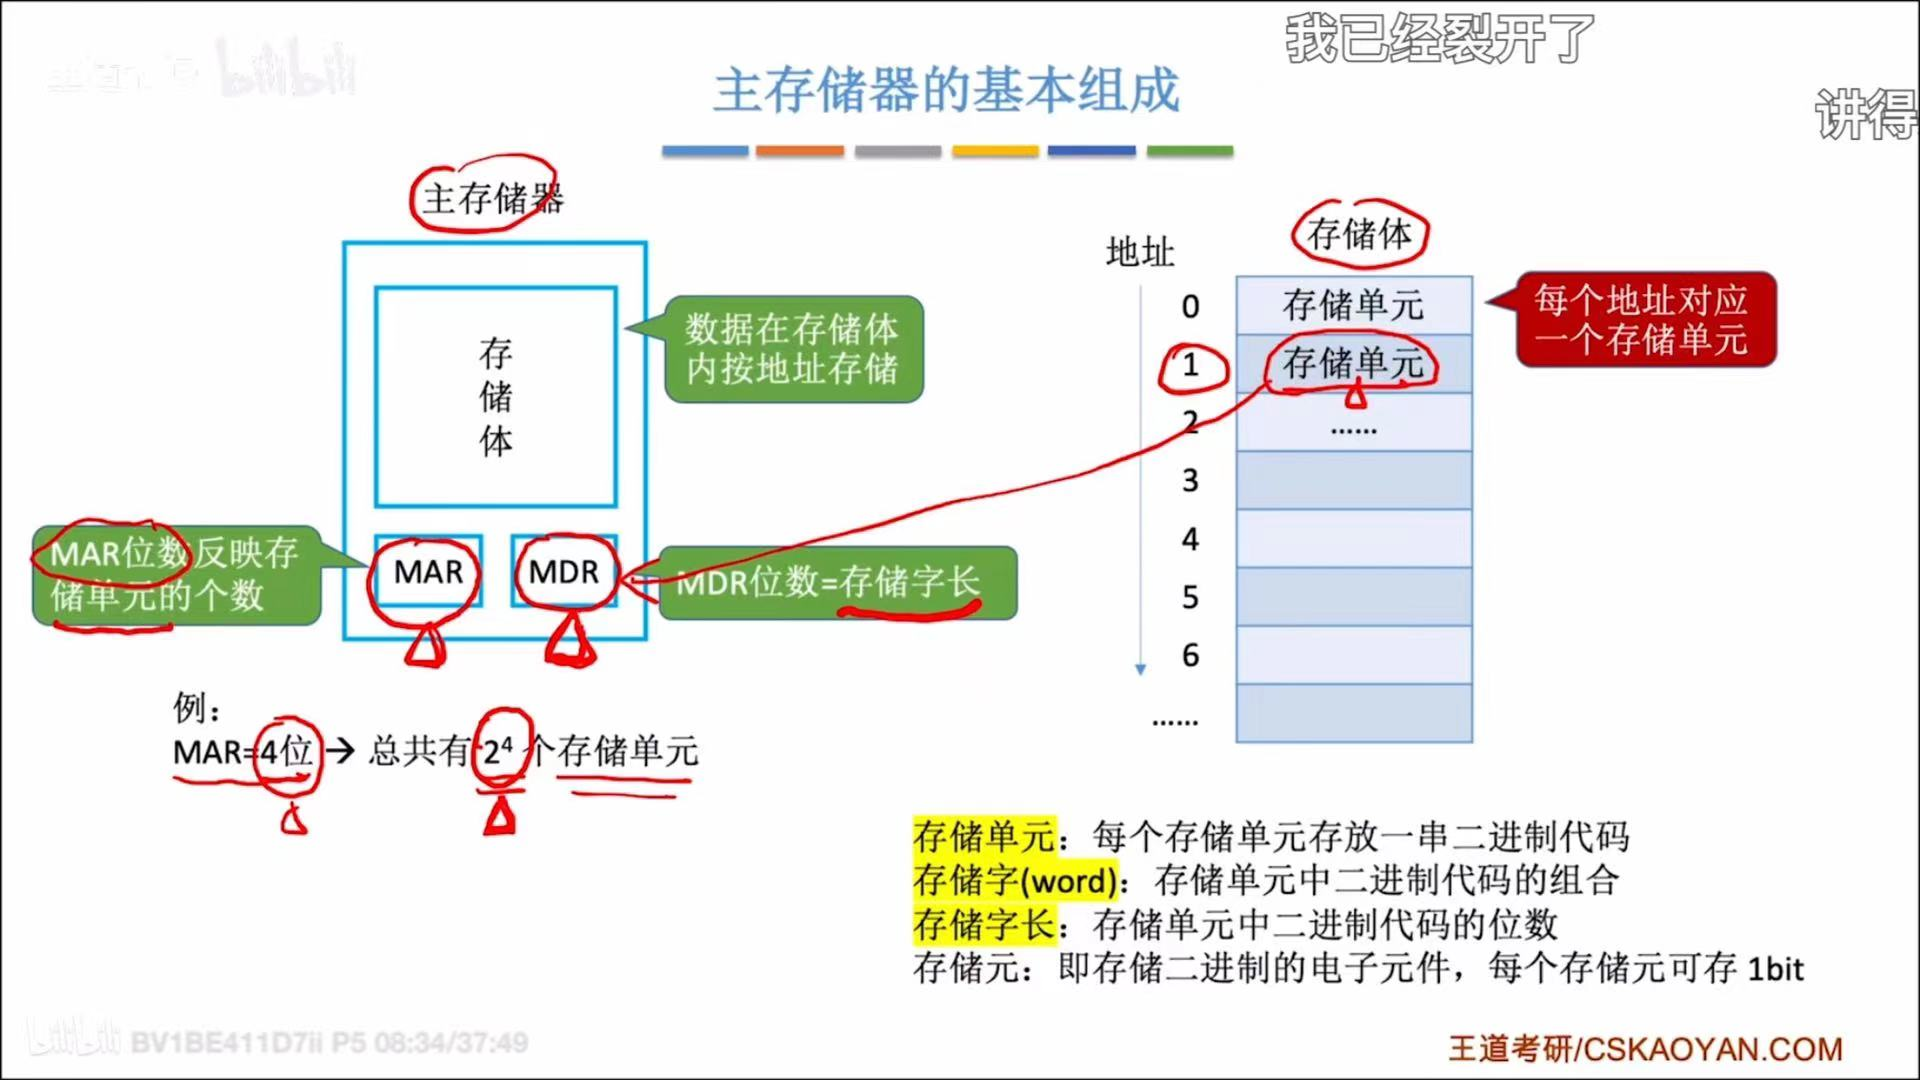 我已经裂开了
讲得
bilibili
主存储器的基本组成
主存储器
存储体
MAR
MDR
数据在存储体
内按地址存储
MAR位数反映存
储单元的个数
MDR位数=存储字长
例：
MAR=4位→ 总共有 2⁴ 个存储单元
地址
存储体
0 存储单元
1 存储单元
2 ……
3
4
5
6
……
每个地址对应
一个存储单元
存储单元：每个存储单元存放一串二进制代码
存储字(word)：存储单元中二进制代码的组合
存储字长：存储单元中二进制代码的位数
存储元：即存储二进制的电子元件，每个存储元可存 1bit
bilibili BV1BE411D7ii P5 08:34/37:49
王道考研/CSKAOYAN.COM